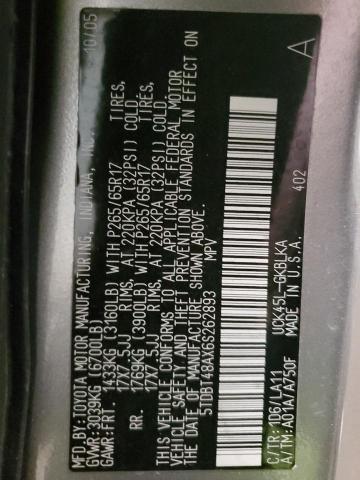 MFD.BY:TOYOTA MOTOR MANUFACTURING, INDIANA, INC. 10/05
GVWR:3039KG (6700LB)
GAWR:FRT. 1433KG (3160LB) WITH P265/65R17 TIRES,
17X7.5JJ RIMS, AT 220KPA (32PSI) COLD.
RR. 1769KG (3900LB) WITH P265/65R17 TIRES,
17X7.5JJ RIMS, AT 220KPA (32PSI) COLD.
THIS VEHICLE CONFORMS TO ALL APPLICABLE FEDERAL MOTOR
VEHICLE SAFETY AND THEFT PREVENTION STANDARDS IN EFFECT ON
THE DATE OF MANUFACTURE SHOWN ABOVE.
5TDBT48AX6S262893 MPV
402 A
C/TR: 1D6/LA11 UCK45L-GKBLKA
A/TM: A01A/A750F MADE IN U.S.A.